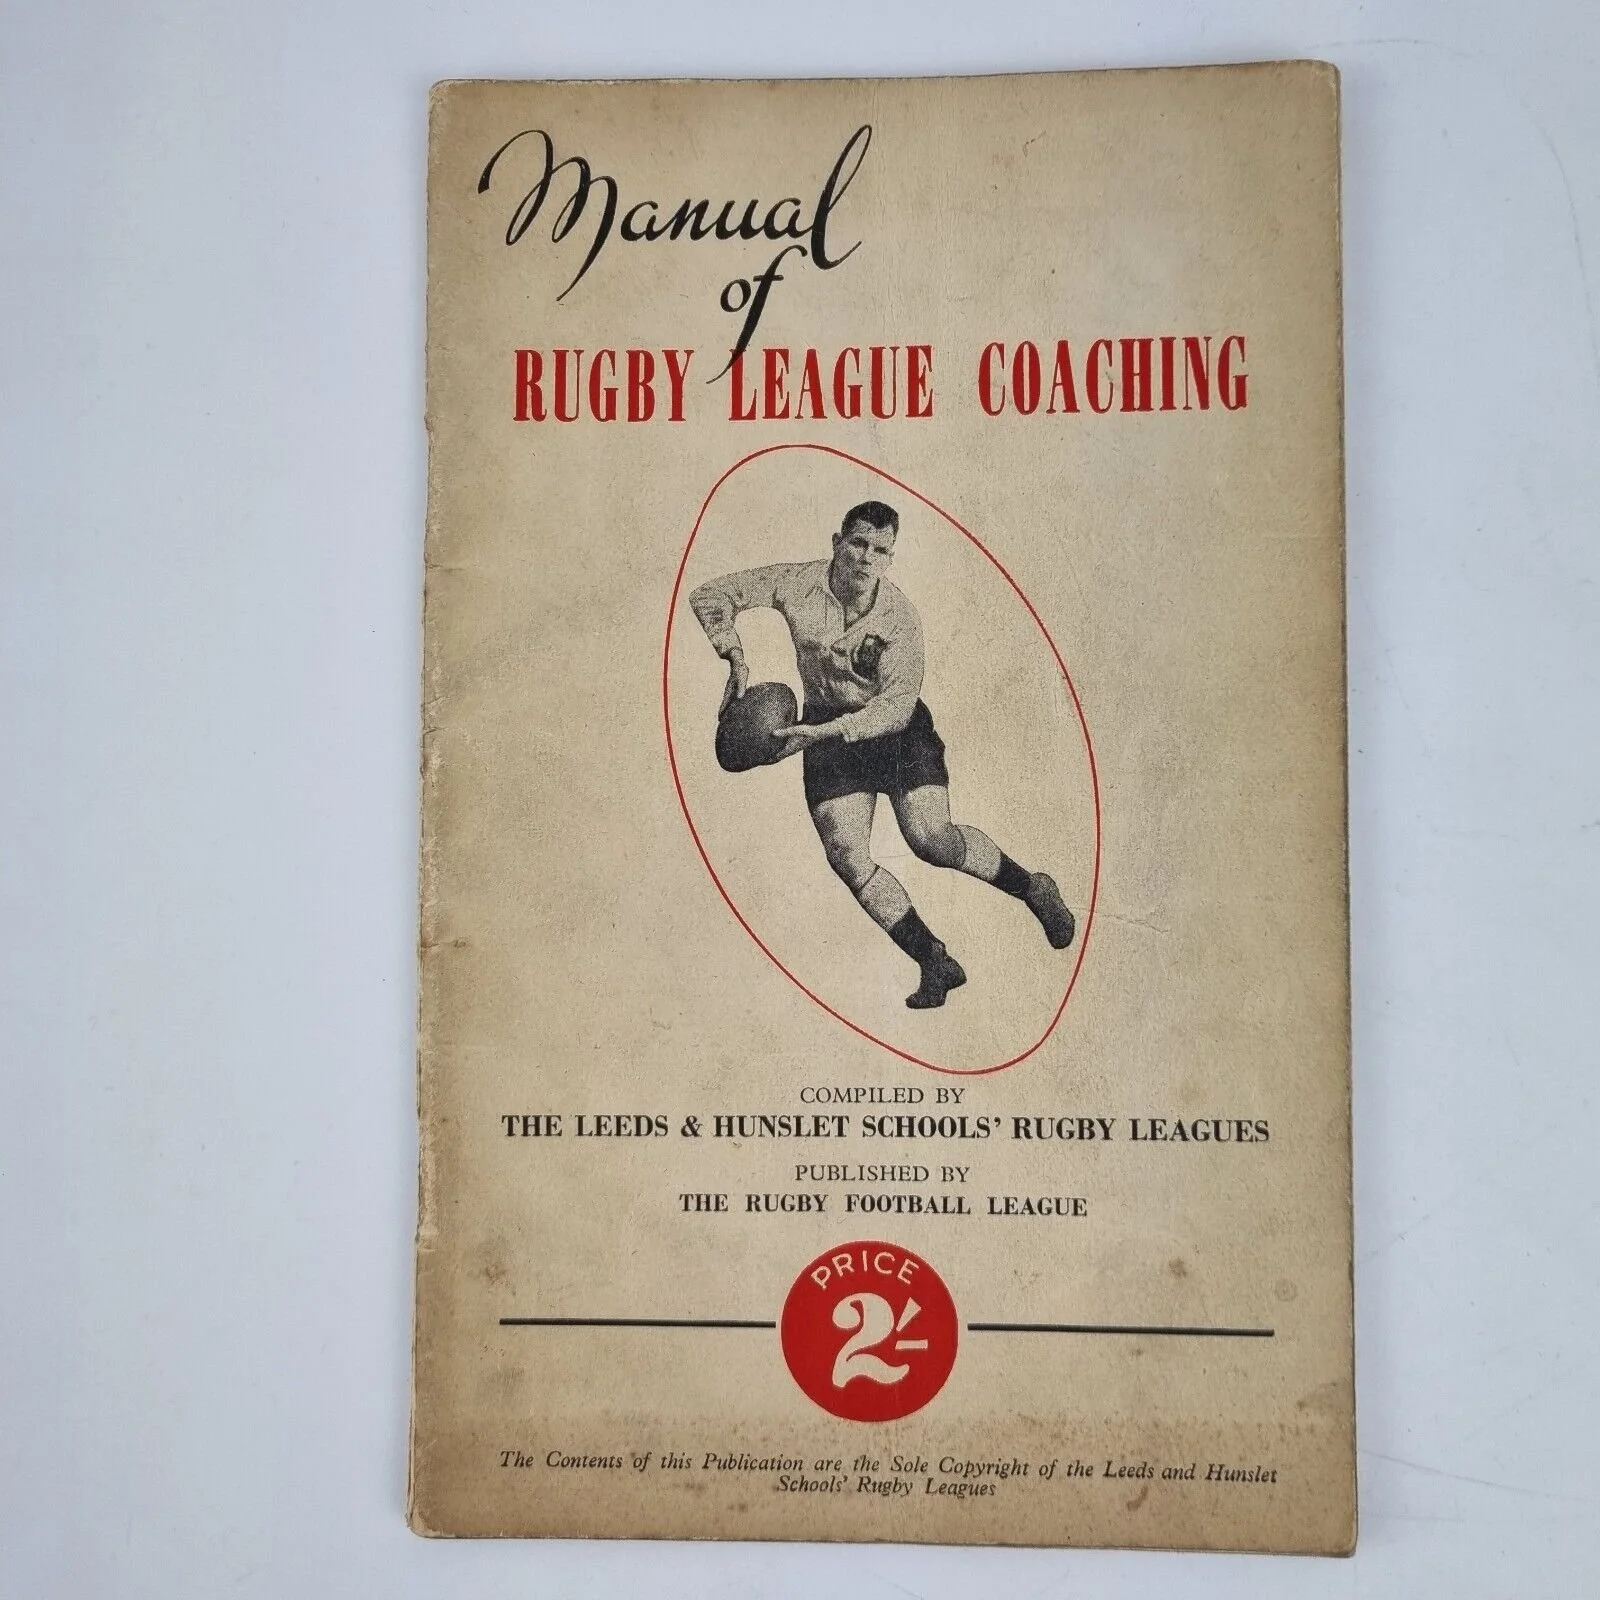 Manual
of
RUGBY LEAGUE COACHING
COMPILED BY
THE LEEDS & HUNSLET SCHOOLS' RUGBY LEAGUES
PUBLISHED BY
THE RUGBY FOOTBALL LEAGUE
PRICE
2/-
The Contents of this Publication are the Sole Copyright of the Leeds and Hunslet
Schools' Rugby Leagues